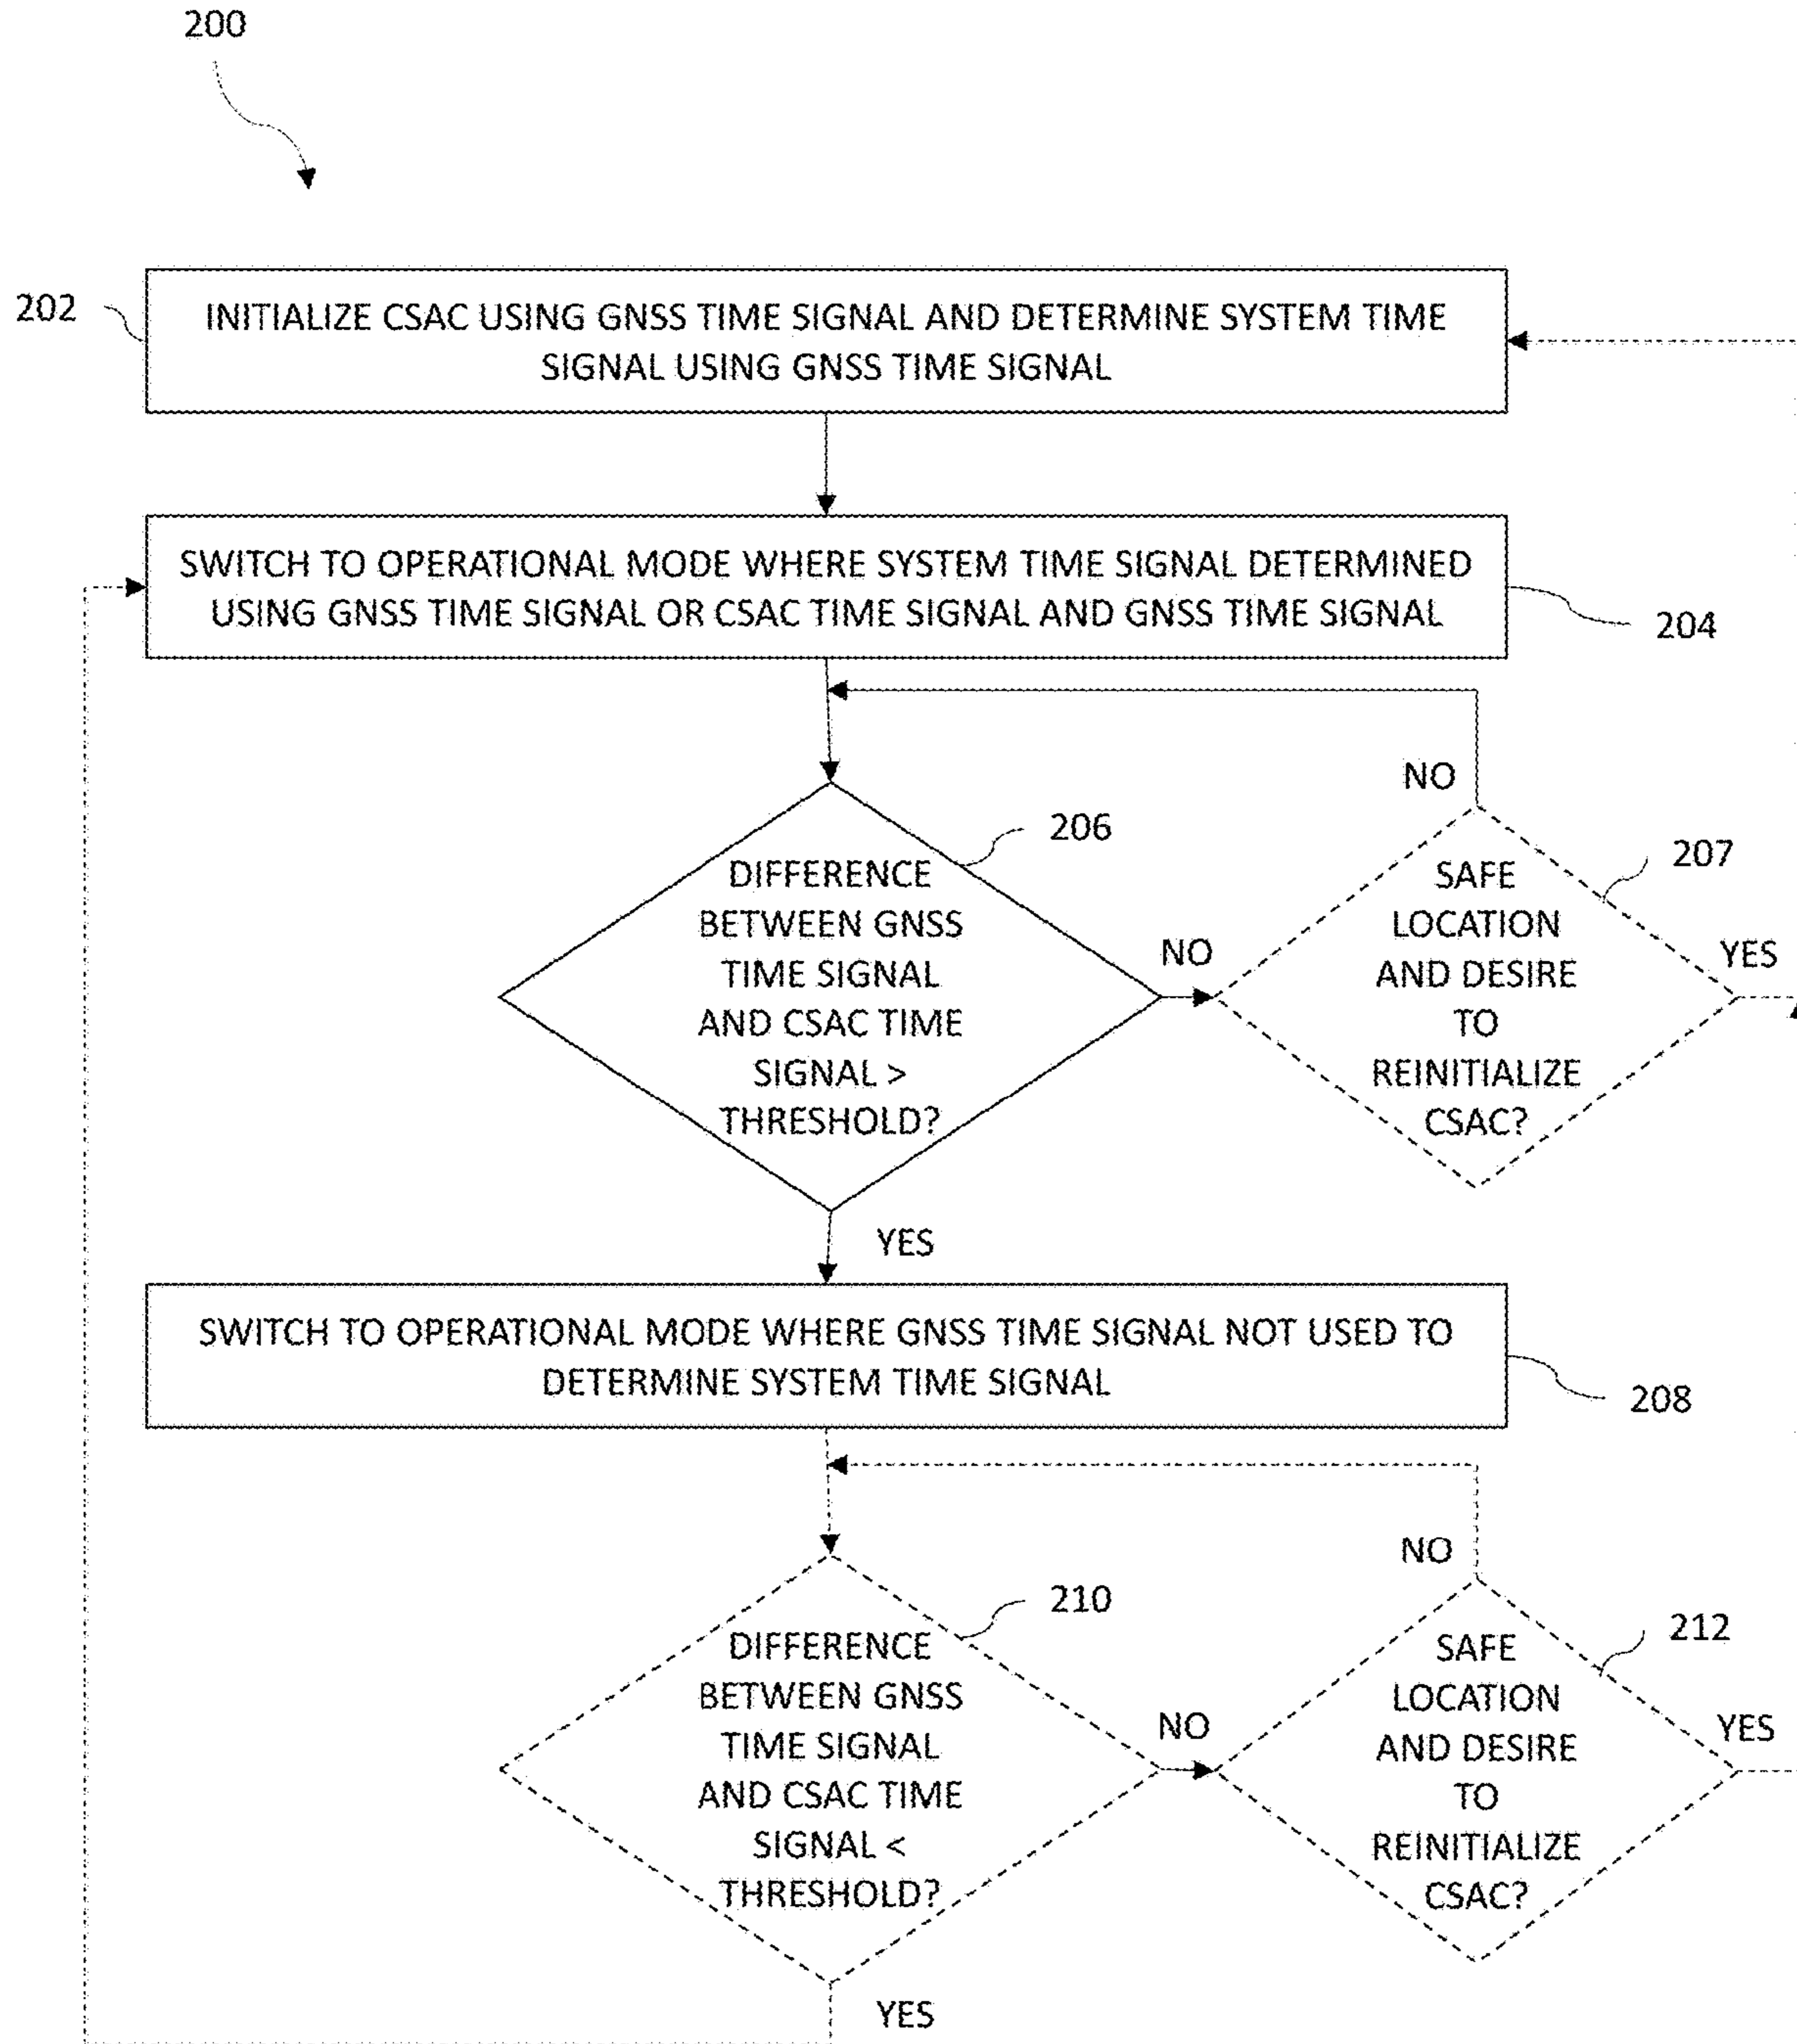 200
202
INITIALIZE CSAC USING GNSS TIME SIGNAL AND DETERMINE SYSTEM TIME
SIGNAL USING GNSS TIME SIGNAL
SWITCH TO OPERATIONAL MODE WHERE SYSTEM TIME SIGNAL DETERMINED
USING GNSS TIME SIGNAL OR CSAC TIME SIGNAL AND GNSS TIME SIGNAL
204
206
DIFFERENCE
BETWEEN GNSS
TIME SIGNAL
AND CSAC TIME
SIGNAL >
THRESHOLD?
NO
NO
207
SAFE
LOCATION
AND DESIRE
TO
REINITIALIZE
CSAC?
YES
YES
SWITCH TO OPERATIONAL MODE WHERE GNSS TIME SIGNAL NOT USED TO
DETERMINE SYSTEM TIME SIGNAL
208
210
DIFFERENCE
BETWEEN GNSS
TIME SIGNAL
AND CSAC TIME
SIGNAL <
THRESHOLD?
NO
NO
212
SAFE
LOCATION
AND DESIRE
TO
REINITIALIZE
CSAC?
YES
YES